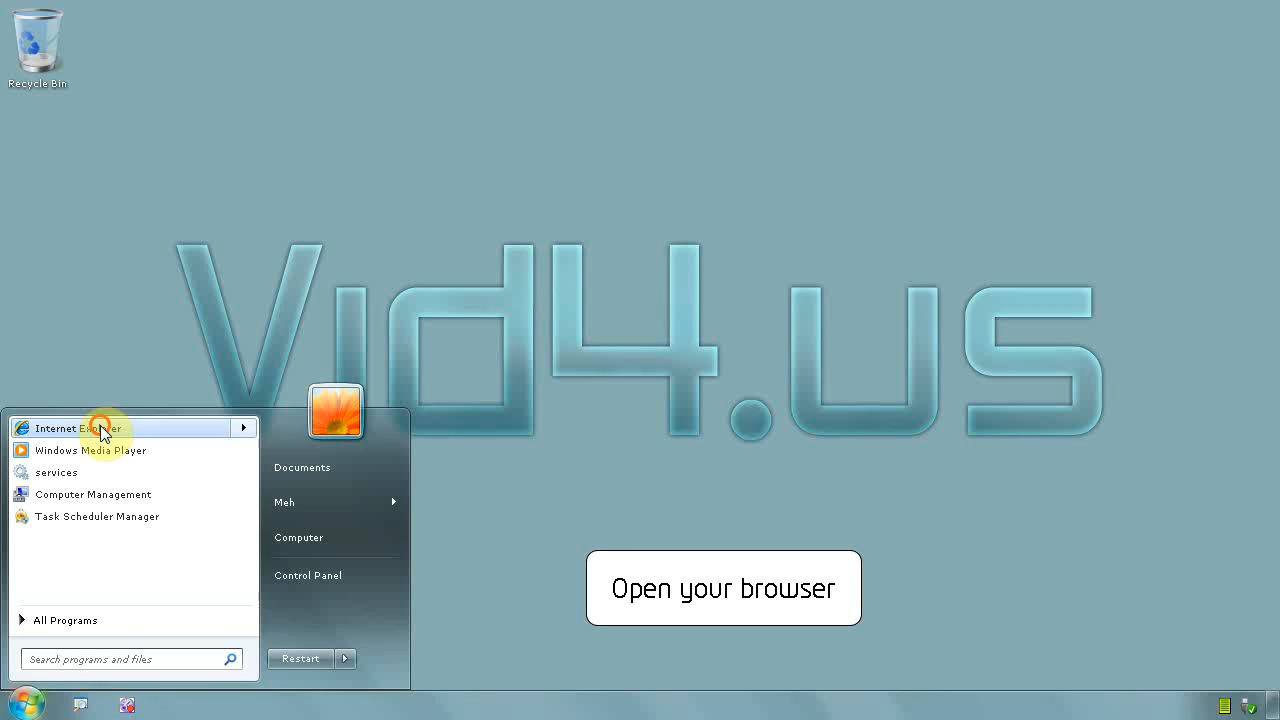 Recycle Bin
Vid4.us
Internet Explorer
Windows Media Player
services
Computer Management
Task Scheduler Manager
All Programs
Search programs and files
Documents
Meh
Computer
Control Panel
Restart
Open your browser